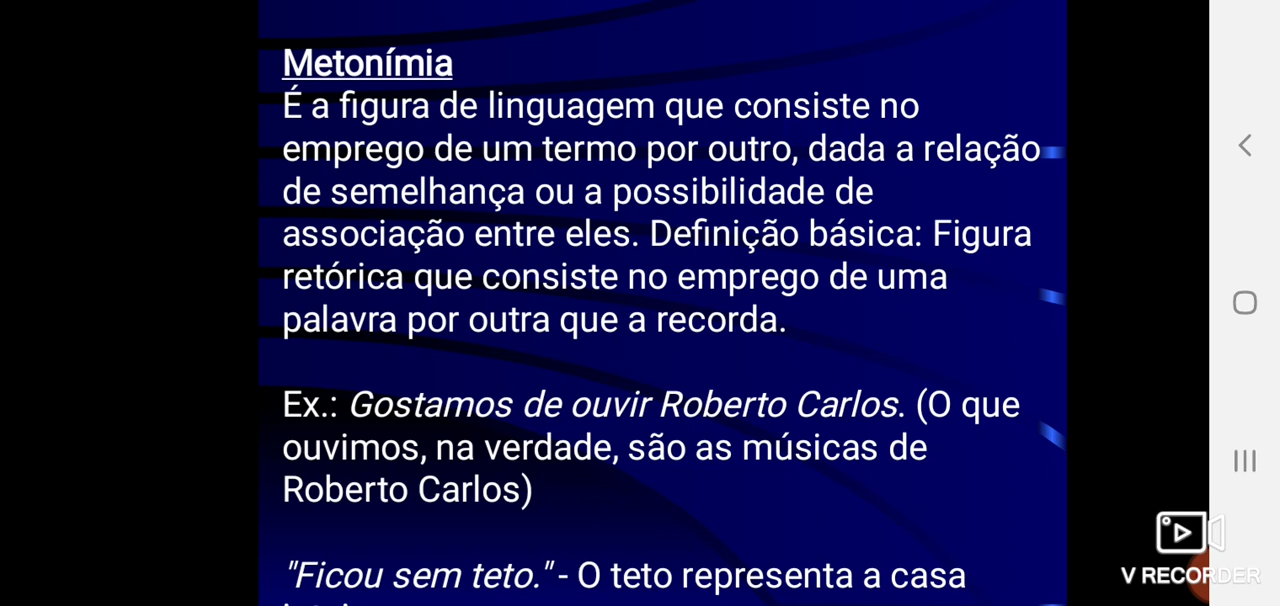 Metonímia
É a figura de linguagem que consiste no
emprego de um termo por outro, dada a relação
de semelhança ou a possibilidade de
associação entre eles. Definição básica: Figura
retórica que consiste no emprego de uma
palavra por outra que a recorda.
Ex.: Gostamos de ouvir Roberto Carlos. (O que
ouvimos, na verdade, são as músicas de
Roberto Carlos)
"Ficou sem teto." - O teto representa a casa
V RECORDER